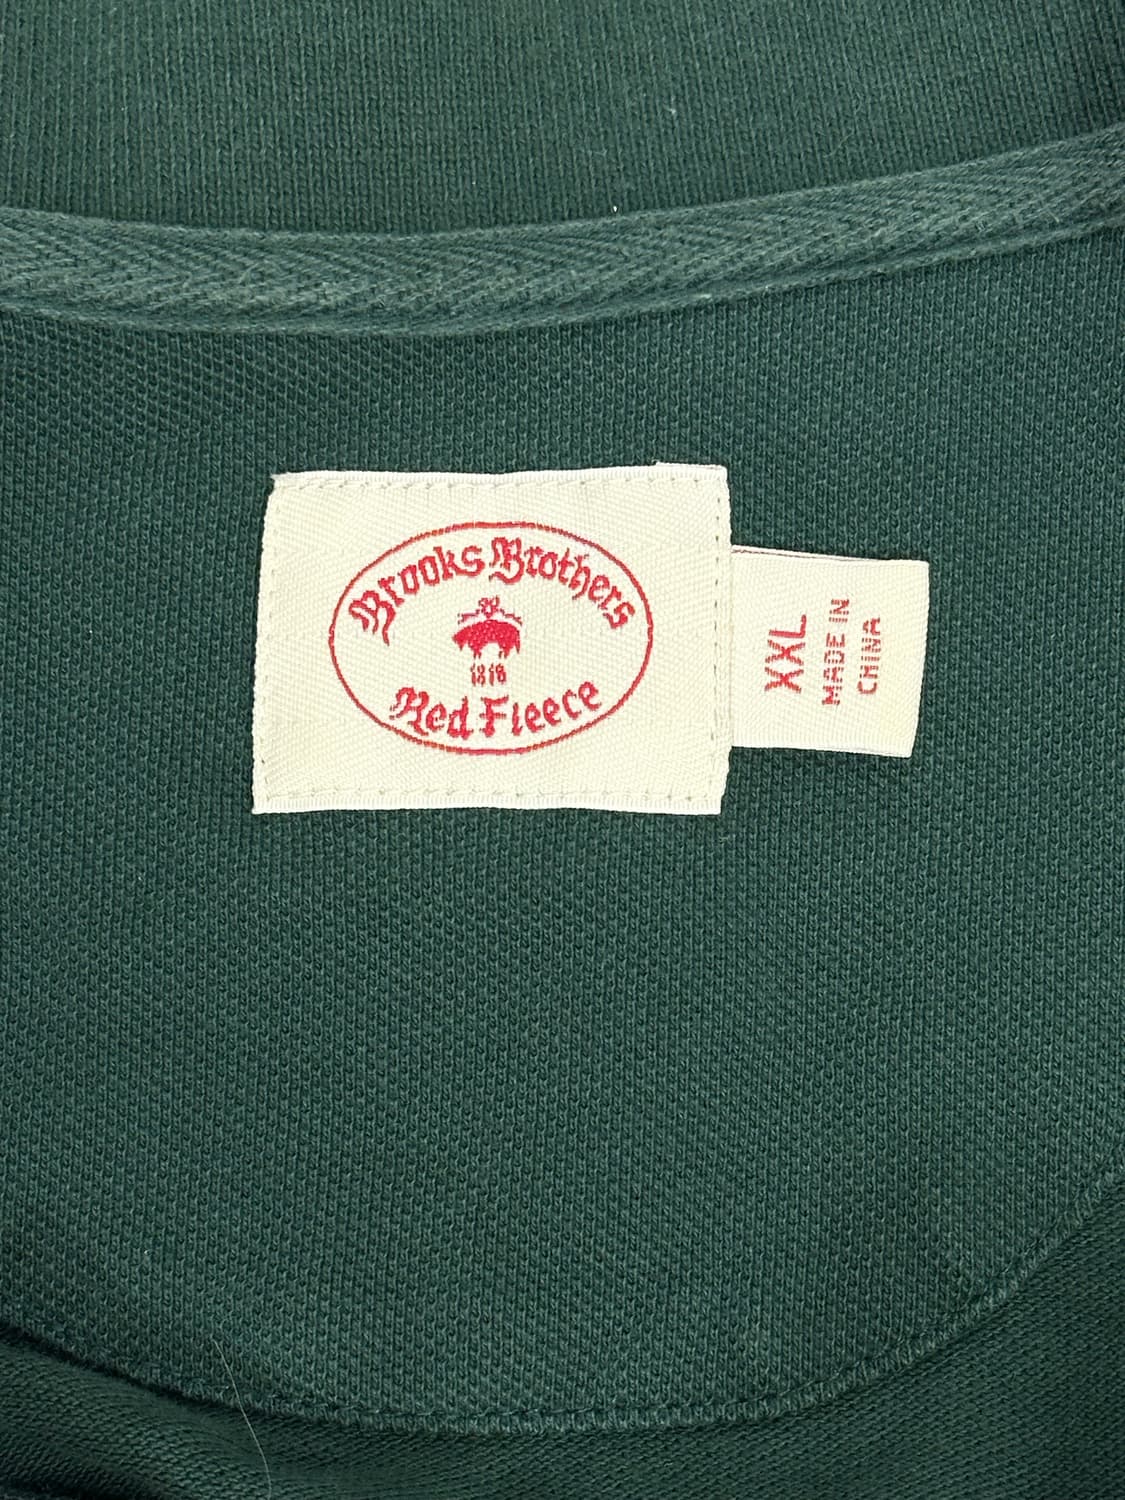 Brooks Brothers
1818
Red Fleece
XXL
MADE IN
CHINA